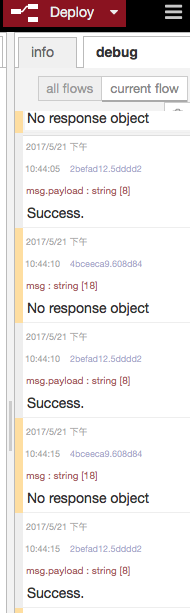 Deploy
info
debug
all flows
current flow
No response object
2017/5/21 下午
10:44:05 2befad12.5dddd2
msg.payload : string [8]
Success.
2017/5/21 下午
10:44:10 4bceeca9.608d84
msg : string [18]
No response object
2017/5/21 下午
10:44:10 2befad12.5dddd2
msg.payload : string [8]
Success.
2017/5/21 下午
10:44:15 4bceeca9.608d84
msg : string [18]
No response object
2017/5/21 下午
10:44:15 2befad12.5dddd2
msg.payload : string [8]
Success.